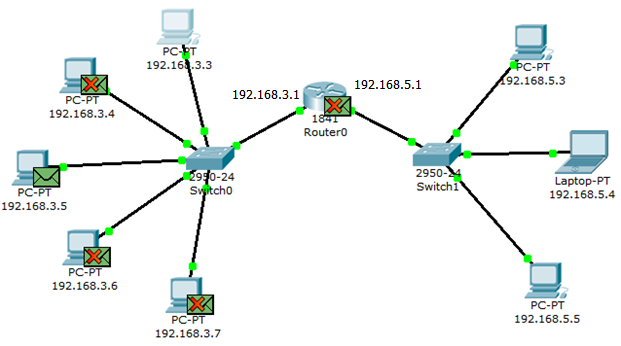 PC-PT
192.168.3.3
PC-PT
192.168.3.4
PC-PT
192.168.3.5
PC-PT
192.168.3.6
PC-PT
192.168.3.7
2950-24
Switch0
192.168.3.1
192.168.5.1
1841
Router0
2950-24
Switch1
PC-PT
192.168.5.3
Laptop-PT
192.168.5.4
PC-PT
192.168.5.5